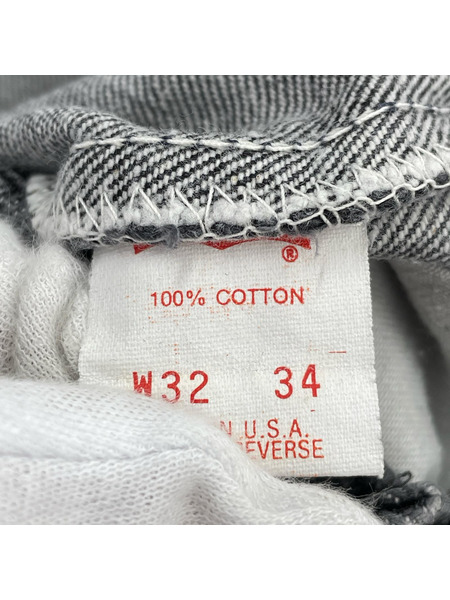 ®
100% COTTON
W32 34
N U.S.A.
EVERSE